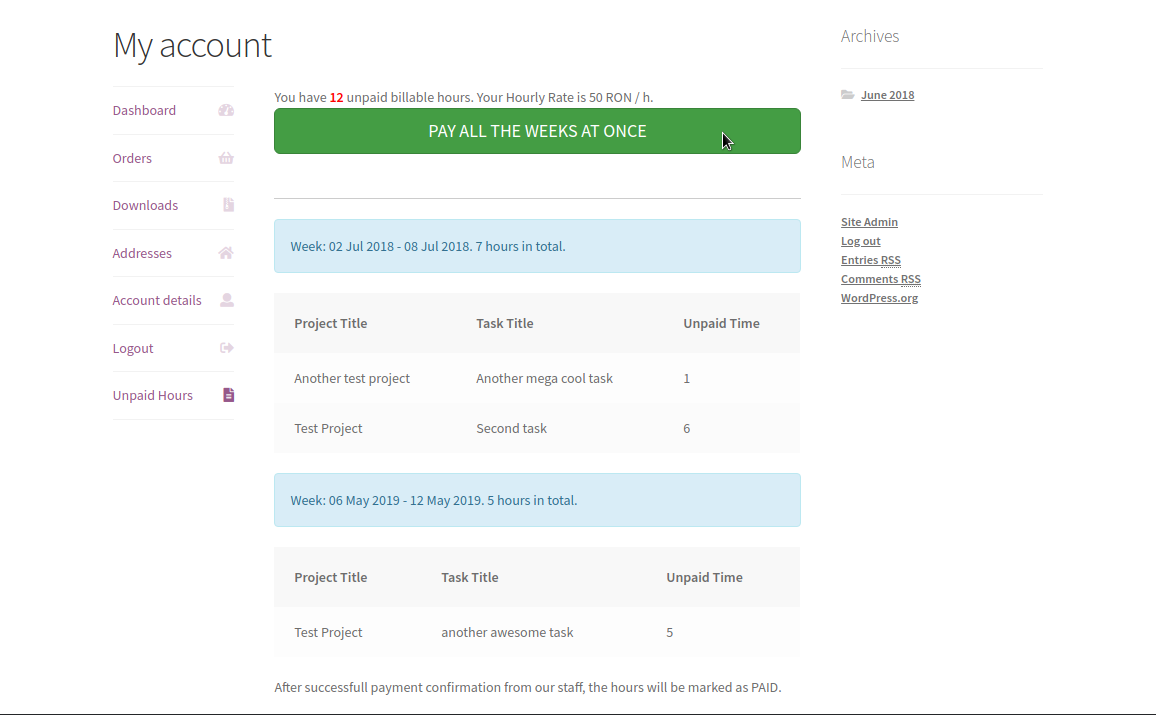 My account
Dashboard
Orders
Downloads
Addresses
Account details
Logout
Unpaid Hours
You have 12 unpaid billable hours. Your Hourly Rate is 50 RON / h.
PAY ALL THE WEEKS AT ONCE
Week: 02 Jul 2018 - 08 Jul 2018. 7 hours in total.
Project Title Task Title Unpaid Time
Another test project Another mega cool task 1
Test Project Second task 6
Week: 06 May 2019 - 12 May 2019. 5 hours in total.
Project Title Task Title Unpaid Time
Test Project another awesome task 5
After successfull payment confirmation from our staff, the hours will be marked as PAID.
Archives
June 2018
Meta
Site Admin
Log out
Entries RSS
Comments RSS
WordPress.org